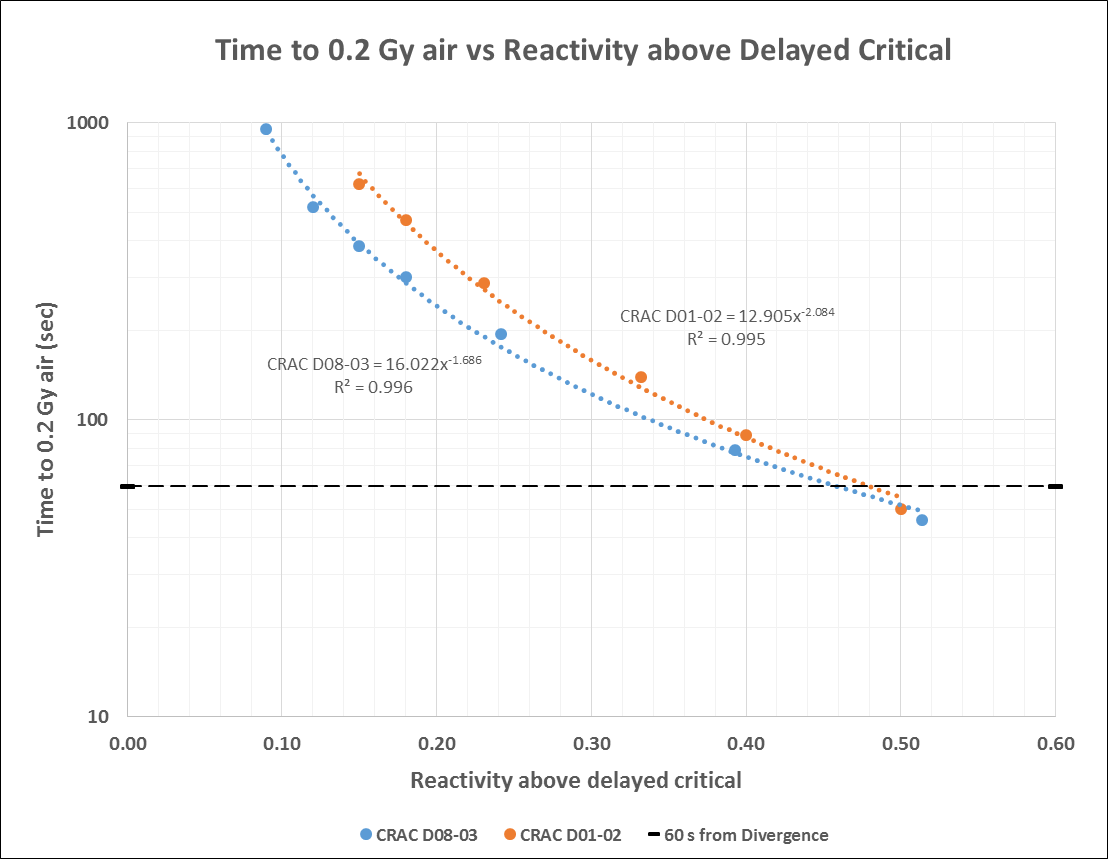 Time to 0.2 Gy air vs Reactivity above Delayed Critical
1000
100
10
Time to 0.2 Gy air (sec)
CRAC D01-02 = 12.905x^-2.084
R² = 0.995
CRAC D08-03 = 16.022x^-1.686
R² = 0.996
0.00 0.10 0.20 0.30 0.40 0.50 0.60
Reactivity above delayed critical
CRAC D08-03 CRAC D01-02 60 s from Divergence